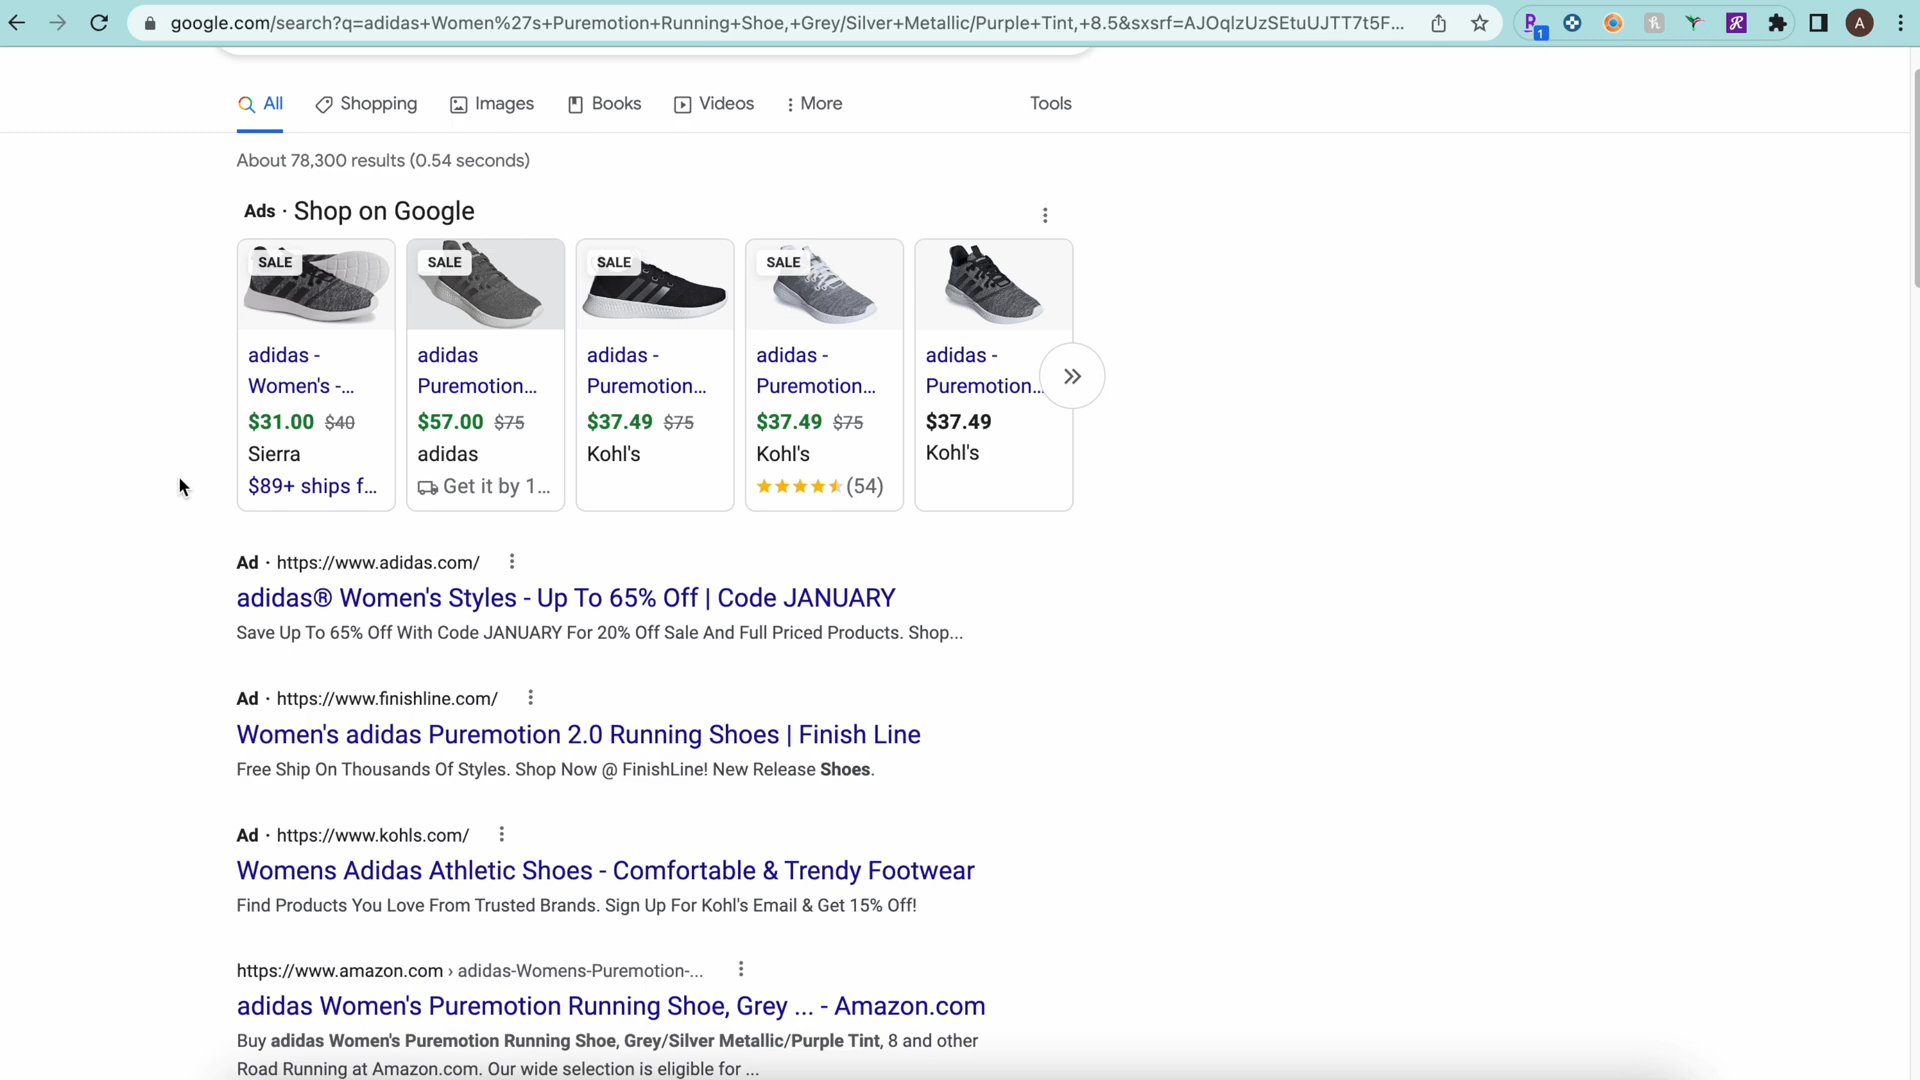 google.com/search?q=adidas+Women%27s+Puremotion+Running+Shoe,+Grey/Silver+Metallic/Purple+Tint,+8.5&sxsrf=AJOqlzUzSEtuUJTT7t5F...
1
A
All
Shopping
Images
Books
Videos
More
Tools
About 78,300 results (0.54 seconds)
Ads · Shop on Google
SALE
adidas -
Women's -...
$31.00 $40
Sierra
$89+ ships f...
SALE
adidas
Puremotion...
$57.00 $75
adidas
Get it by 1...
SALE
adidas -
Puremotion...
$37.49 $75
Kohl's
SALE
adidas -
Puremotion...
$37.49 $75
Kohl's
(54)
adidas -
Puremotion...
$37.49
Kohl's
Ad · https://www.adidas.com/
adidas® Women's Styles - Up To 65% Off | Code JANUARY
Save Up To 65% Off With Code JANUARY For 20% Off Sale And Full Priced Products. Shop...
Ad · https://www.finishline.com/
Women's adidas Puremotion 2.0 Running Shoes | Finish Line
Free Ship On Thousands Of Styles. Shop Now @ FinishLine! New Release Shoes.
Ad · https://www.kohls.com/
Womens Adidas Athletic Shoes - Comfortable & Trendy Footwear
Find Products You Love From Trusted Brands. Sign Up For Kohl's Email & Get 15% Off!
https://www.amazon.com › adidas-Womens-Puremotion-...
adidas Women's Puremotion Running Shoe, Grey ... - Amazon.com
Buy adidas Women's Puremotion Running Shoe, Grey/Silver Metallic/Purple Tint, 8 and other
Road Running at Amazon.com. Our wide selection is eligible for ...